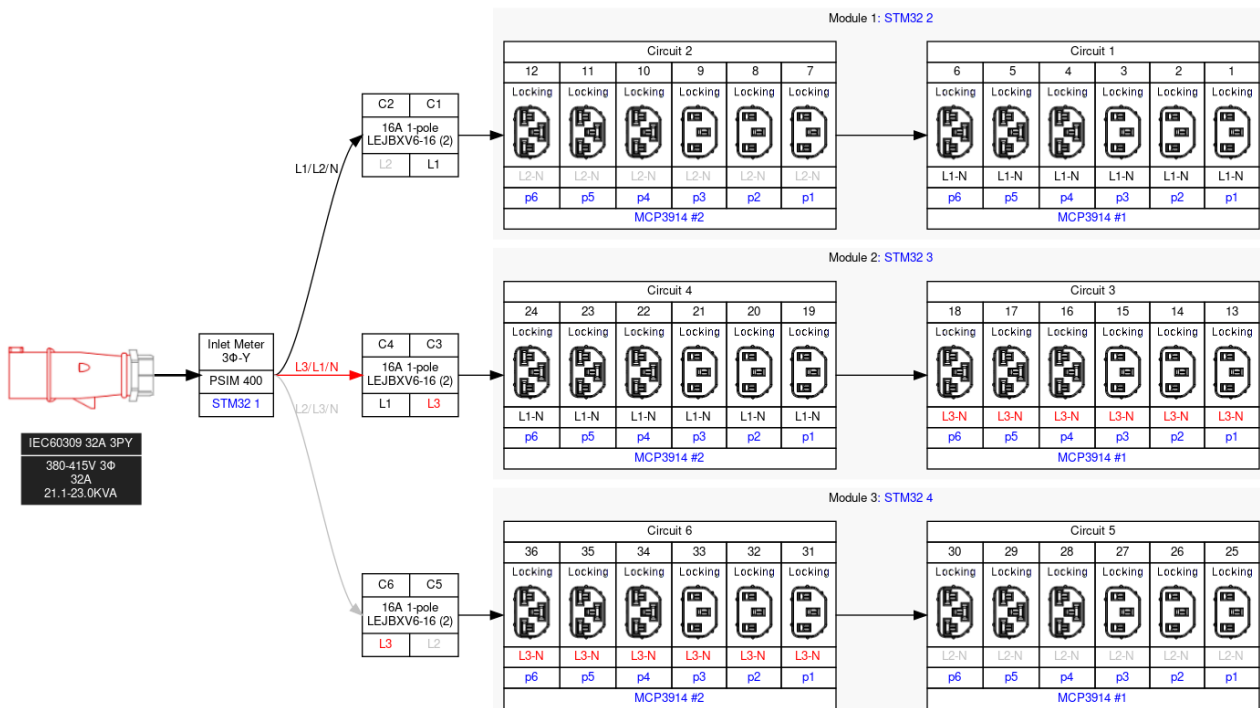 Module 1: STM32 2
Circuit 2
12 11 10 9 8 7
Locking Locking Locking Locking Locking Locking
L2-N L2-N L2-N L2-N L2-N L2-N
p6 p5 p4 p3 p2 p1
MCP3914 #2
Circuit 1
6 5 4 3 2 1
Locking Locking Locking Locking Locking Locking
L1-N L1-N L1-N L1-N L1-N L1-N
p6 p5 p4 p3 p2 p1
MCP3914 #1
C2 C1
16A 1-pole
LEJBXV6-16 (2)
L2 L1
L1/L2/N
Module 2: STM32 3
Circuit 4
24 23 22 21 20 19
Locking Locking Locking Locking Locking Locking
L1-N L1-N L1-N L1-N L1-N L1-N
p6 p5 p4 p3 p2 p1
MCP3914 #2
Circuit 3
18 17 16 15 14 13
Locking Locking Locking Locking Locking Locking
L3-N L3-N L3-N L3-N L3-N L3-N
p6 p5 p4 p3 p2 p1
MCP3914 #1
Inlet Meter
3Φ-Y
PSIM 400
STM32 1
L3/L1/N
C4 C3
16A 1-pole
LEJBXV6-16 (2)
L1 L3
L2/L3/N
IEC60309 32A 3PY
380-415V 3Φ
32A
21.1-23.0KVA
Module 3: STM32 4
Circuit 6
36 35 34 33 32 31
Locking Locking Locking Locking Locking Locking
L3-N L3-N L3-N L3-N L3-N L3-N
p6 p5 p4 p3 p2 p1
MCP3914 #2
Circuit 5
30 29 28 27 26 25
Locking Locking Locking Locking Locking Locking
L2-N L2-N L2-N L2-N L2-N L2-N
p6 p5 p4 p3 p2 p1
MCP3914 #1
C6 C5
16A 1-pole
LEJBXV6-16 (2)
L3 L2